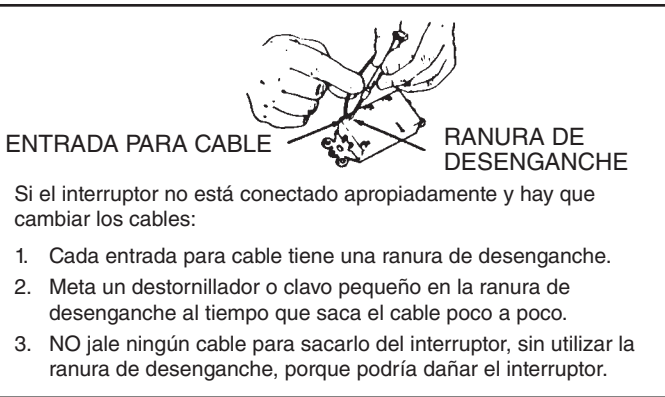 ENTRADA PARA CABLE
RANURA DE
DESENGANCHE
Si el interruptor no está conectado apropiadamente y hay que
cambiar los cables:
1. Cada entrada para cable tiene una ranura de desenganche.
2. Meta un destornillador o clavo pequeño en la ranura de
desenganche al tiempo que saca el cable poco a poco.
3. NO jale ningún cable para sacarlo del interruptor, sin utilizar la
ranura de desenganche, porque podría dañar el interruptor.